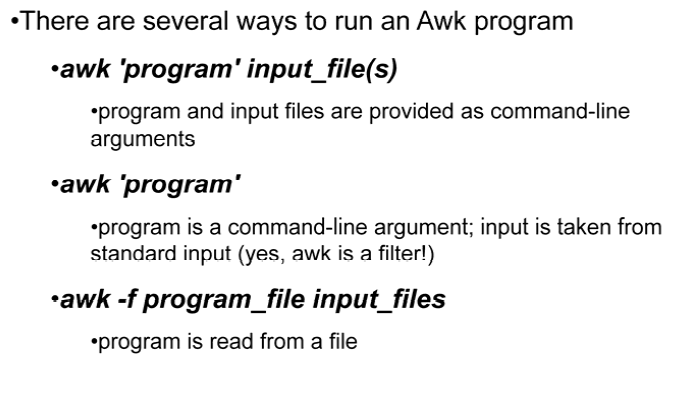 •There are several ways to run an Awk program
•awk 'program' input_file(s)
•program and input files are provided as command-line
arguments
•awk 'program'
•program is a command-line argument; input is taken from
standard input (yes, awk is a filter!)
•awk -f program_file input_files
•program is read from a file